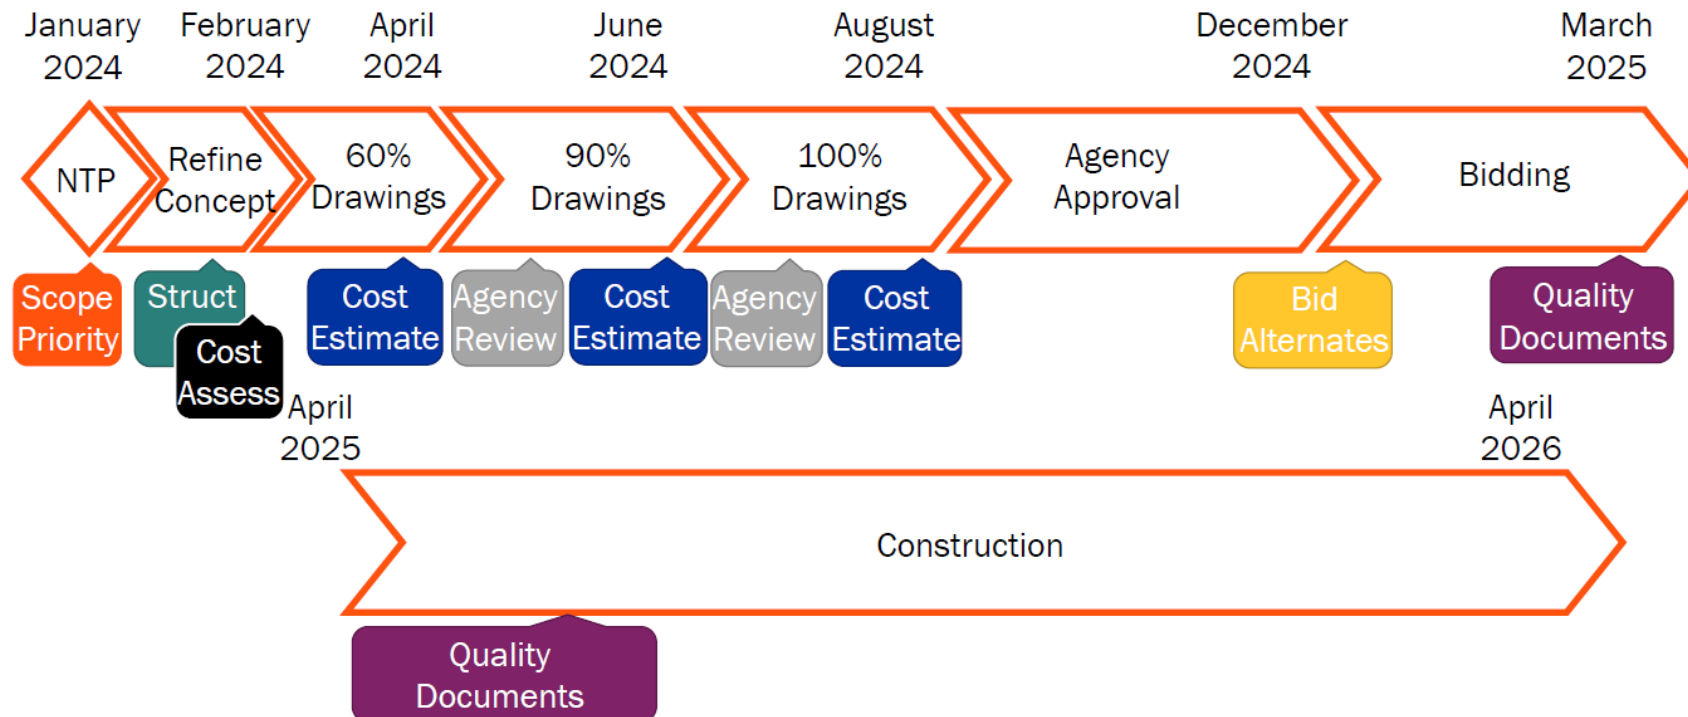 January
2024
February
2024
April
2024
June
2024
August
2024
December
2024
March
2025
NTP
Refine
Concept
60%
Drawings
90%
Drawings
100%
Drawings
Agency
Approval
Bidding
Scope
Priority
Struct
Cost
Assess
Cost
Estimate
Agency
Review
Cost
Estimate
Agency
Review
Cost
Estimate
Bid
Alternates
Quality
Documents
April
2025
April
2026
Construction
Quality
Documents